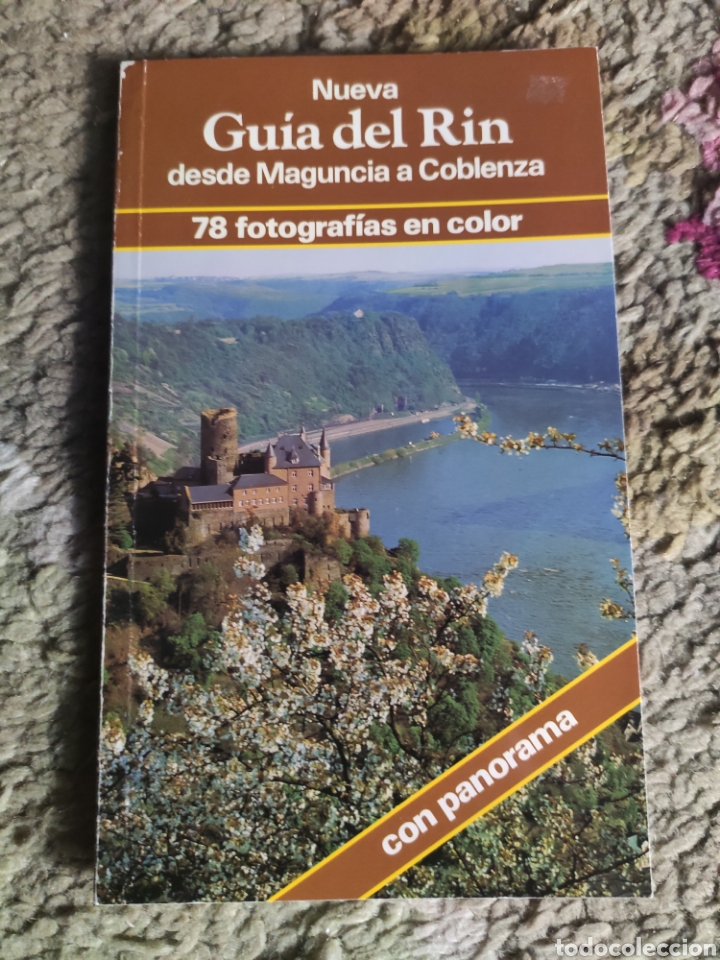 Nueva
Guía del Rin
desde Maguncia a Coblenza
78 fotografías en color
con panorama
todocoleccion